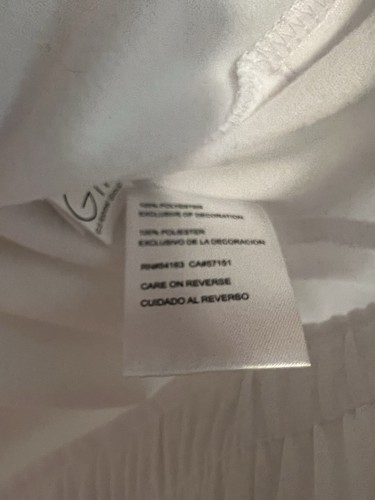 100% POLYESTER
EXCLUSIVE OF DECORATION
100% POLIESTER
EXCLUSIVO DE LA DECORACION
RN#54163 CA#57151
CARE ON REVERSE
CUIDADO AL REVERSO